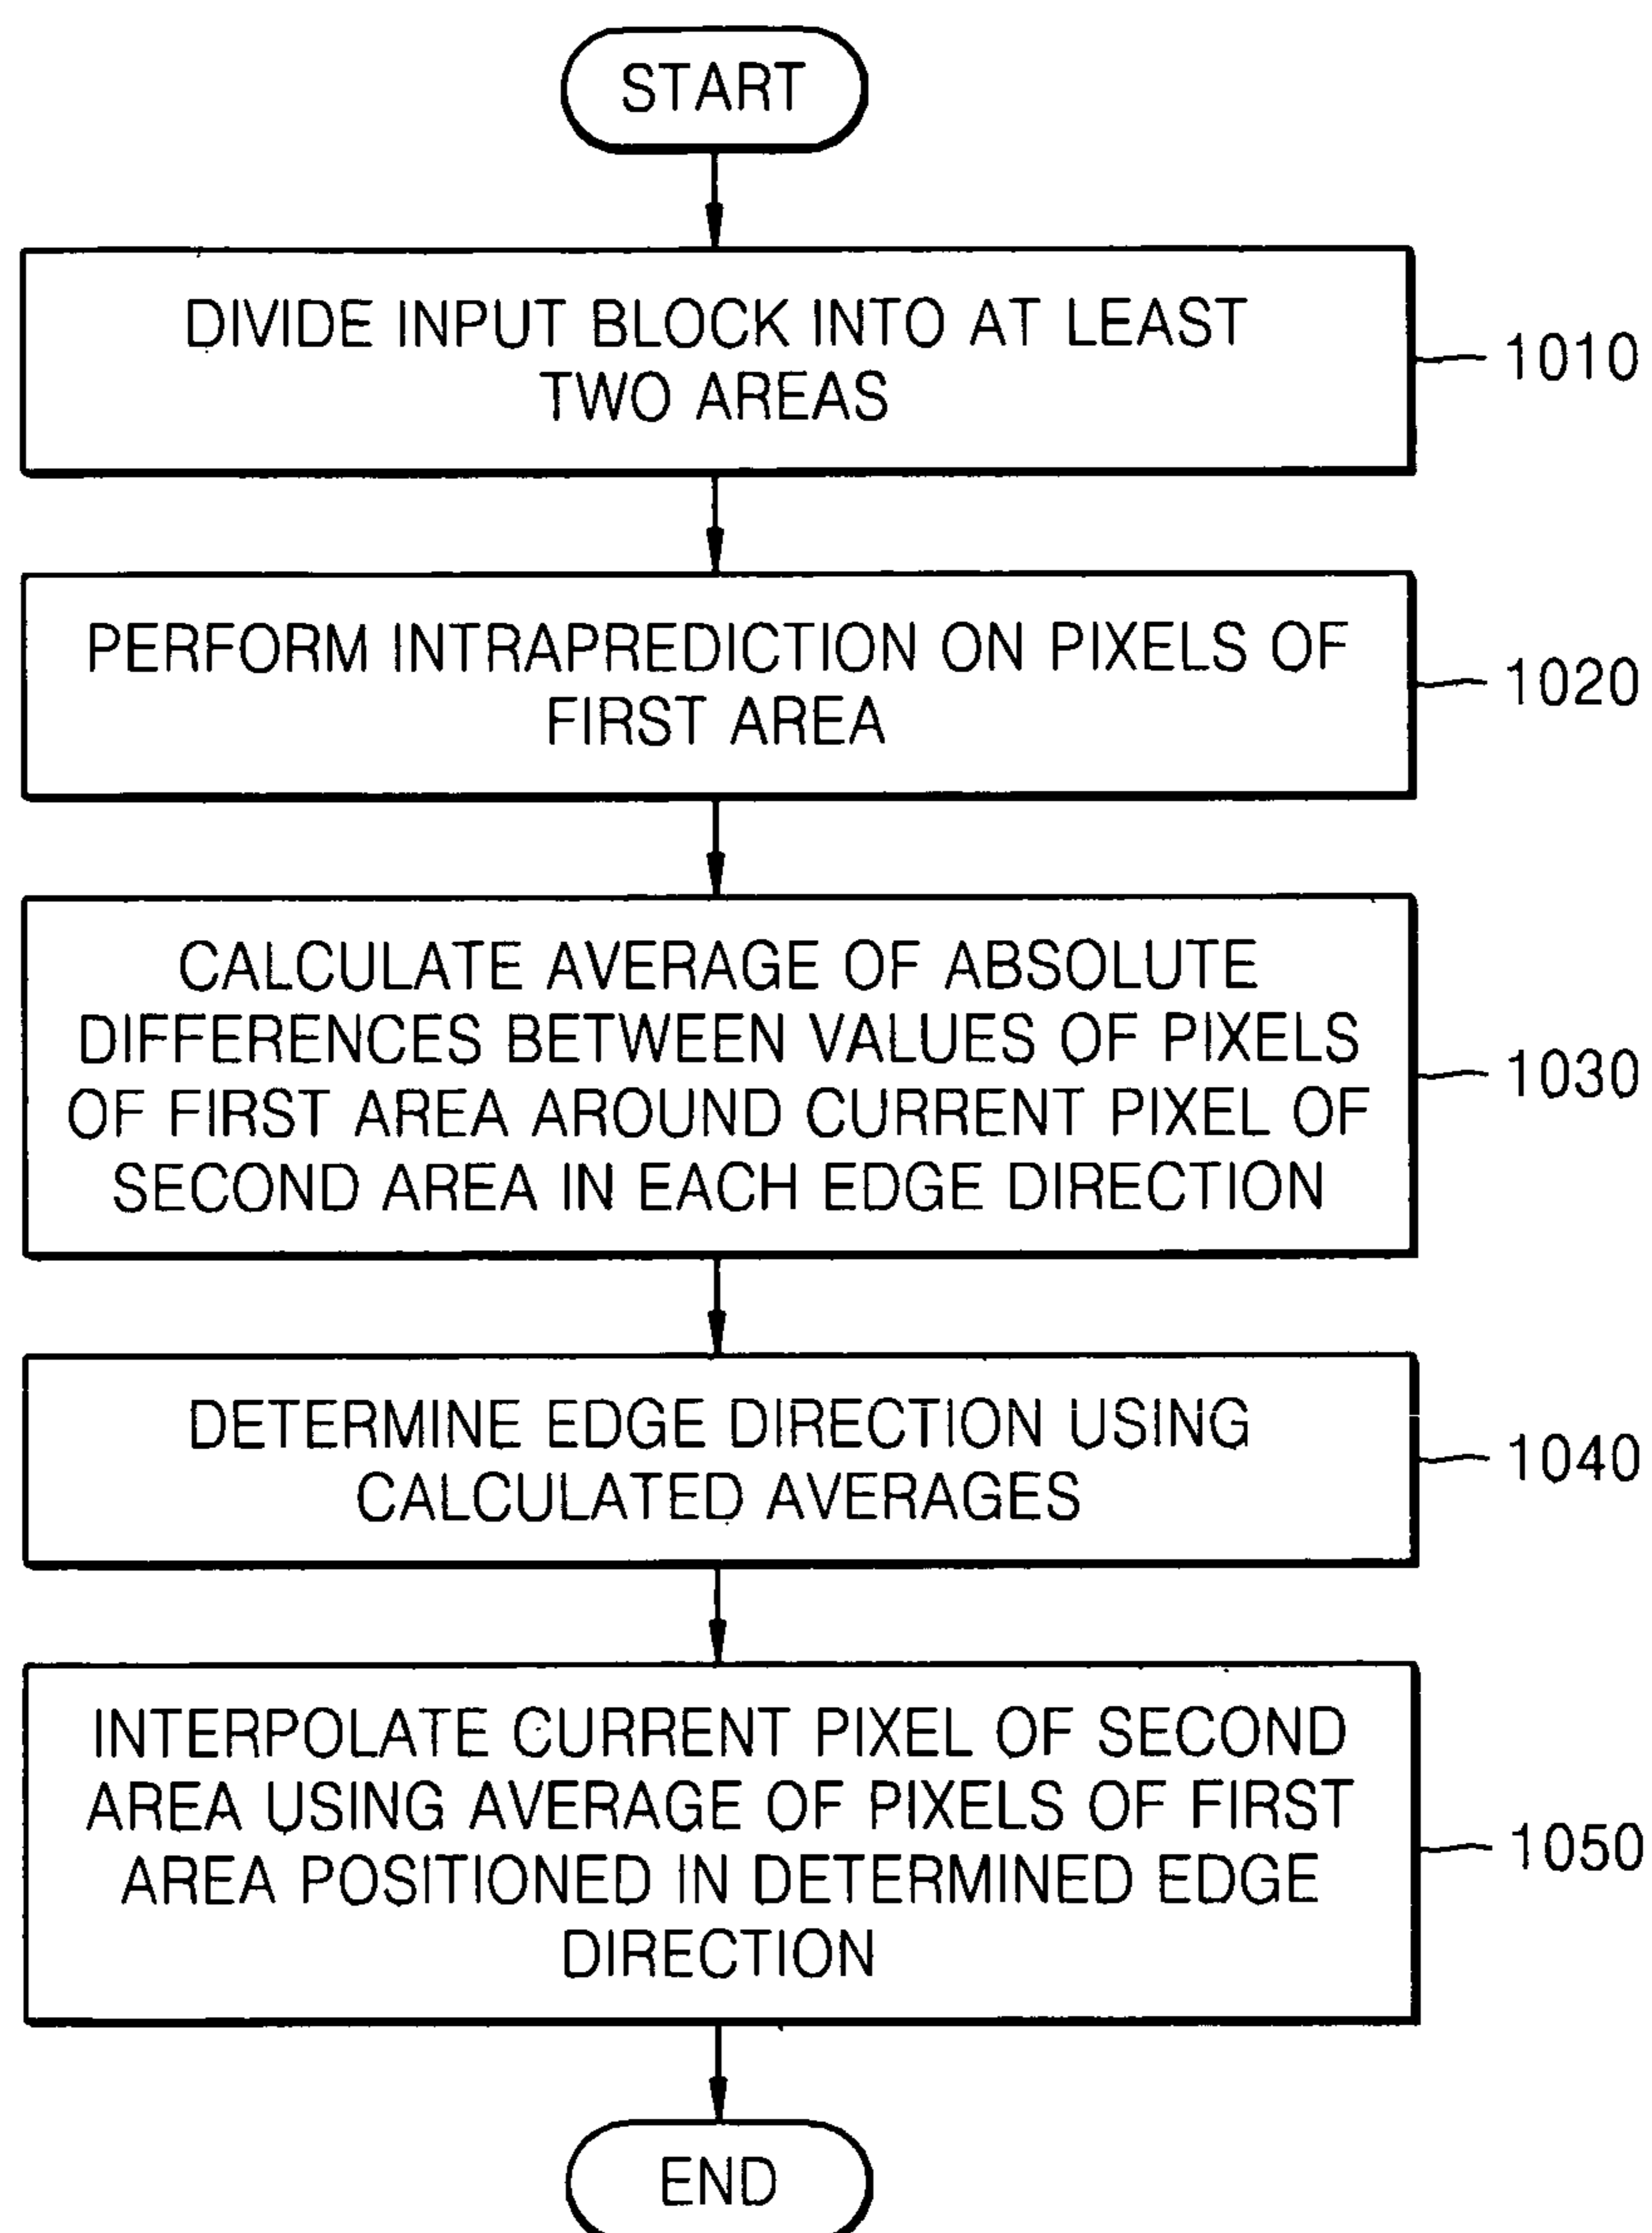 START
DIVIDE INPUT BLOCK INTO AT LEAST
TWO AREAS
1010
PERFORM INTRAPREDICTION ON PIXELS OF
FIRST AREA
1020
CALCULATE AVERAGE OF ABSOLUTE
DIFFERENCES BETWEEN VALUES OF PIXELS
OF FIRST AREA AROUND CURRENT PIXEL OF
SECOND AREA IN EACH EDGE DIRECTION
1030
DETERMINE EDGE DIRECTION USING
CALCULATED AVERAGES
1040
INTERPOLATE CURRENT PIXEL OF SECOND
AREA USING AVERAGE OF PIXELS OF FIRST
AREA POSITIONED IN DETERMINED EDGE
DIRECTION
1050
END